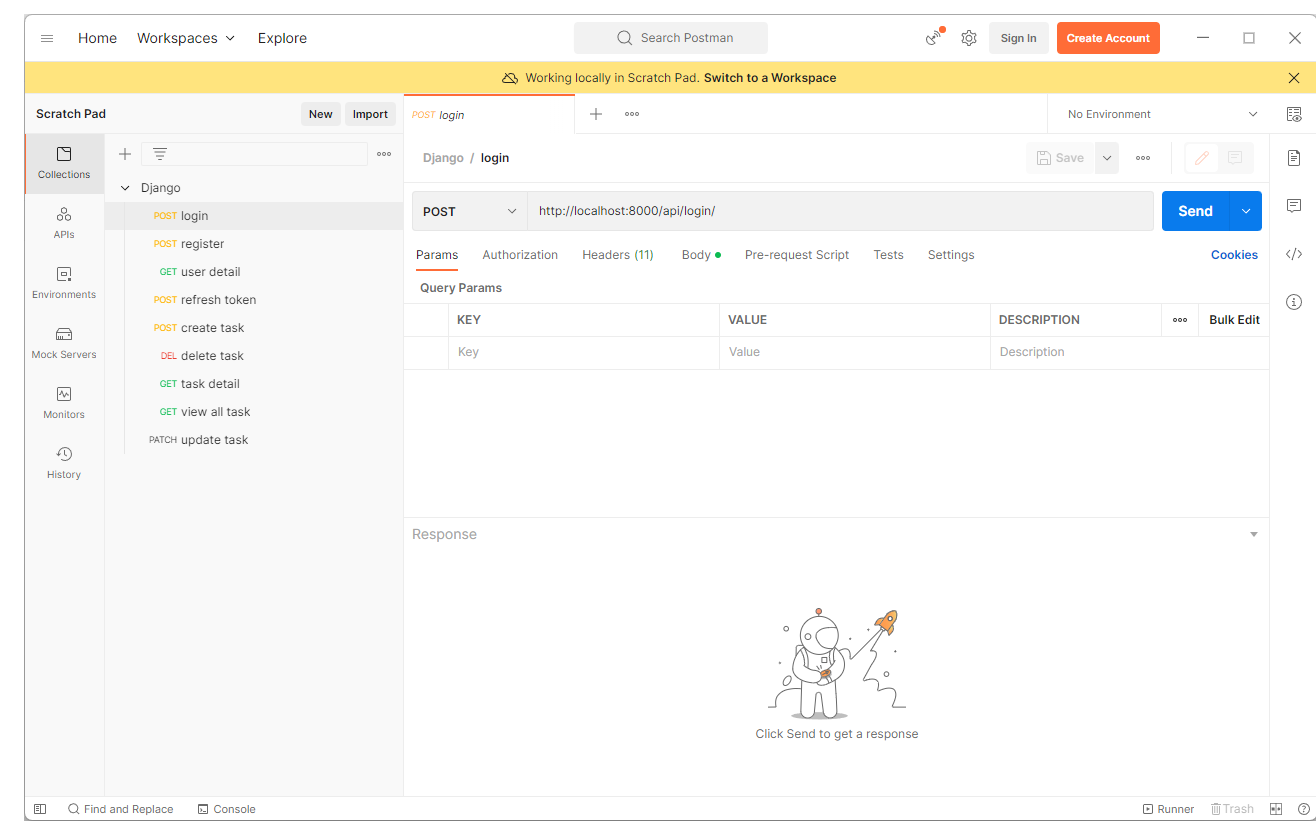 Home Workspaces Explore Search Postman Sign In Create Account
Working locally in Scratch Pad. Switch to a Workspace
Scratch Pad New Import POST login No Environment
Collections
APIs
Environments
Mock Servers
Monitors
History
Django
POST login
POST register
GET user detail
POST refresh token
POST create task
DEL delete task
GET task detail
GET view all task
PATCH update task
Django / login Save
POST http://localhost:8000/api/login/ Send
Params Authorization Headers (11) Body Pre-request Script Tests Settings Cookies
Query Params
KEY VALUE DESCRIPTION Bulk Edit
Key Value Description
Response
Click Send to get a response
Find and Replace Console Runner Trash